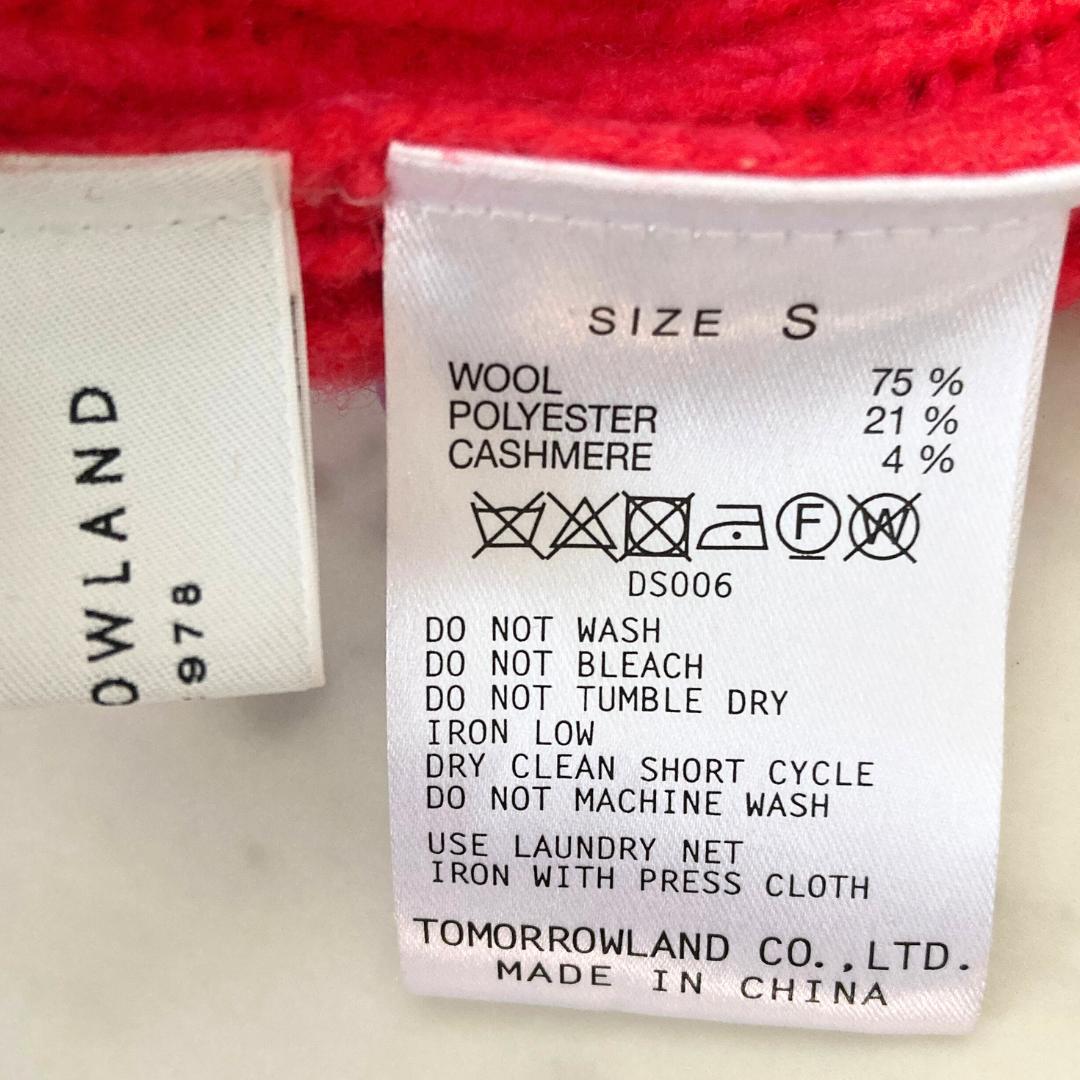 OWLAND
978
SIZE S
WOOL 75 %
POLYESTER 21 %
CASHMERE 4 %
F W
DS006
DO NOT WASH
DO NOT BLEACH
DO NOT TUMBLE DRY
IRON LOW
DRY CLEAN SHORT CYCLE
DO NOT MACHINE WASH
USE LAUNDRY NET
IRON WITH PRESS CLOTH
TOMORROWLAND CO.,LTD.
MADE IN CHINA